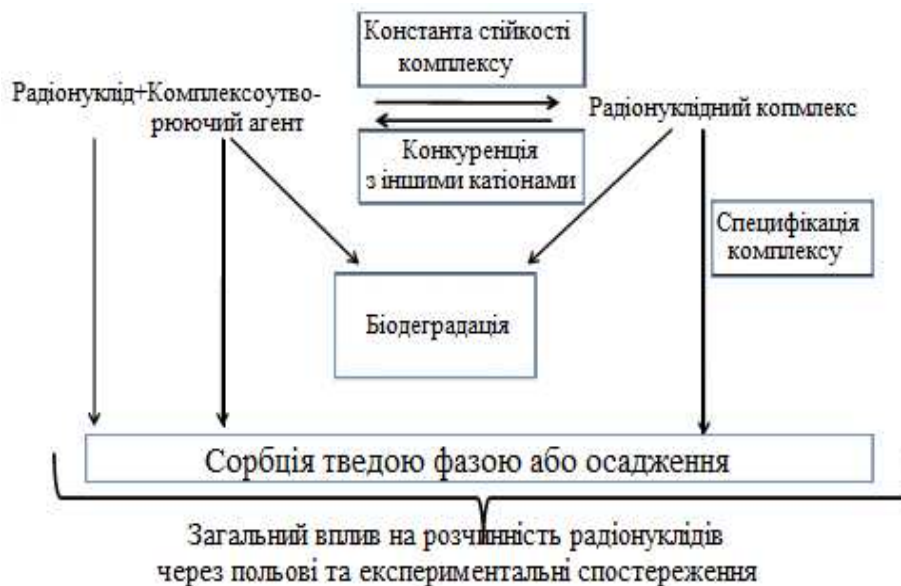 Константа стійкості
комплексу
Радіонуклід+Комплексоутво-
рюючий агент
Радіонуклідний копмлекс
Конкуренція
з іншими катіонами
Специфікація
комплексу
Біодеградація
Сорбція тведою фазою або осадження
Загальний вплив на розчинність радіонуклідів
через польові та експериментальні спостереження